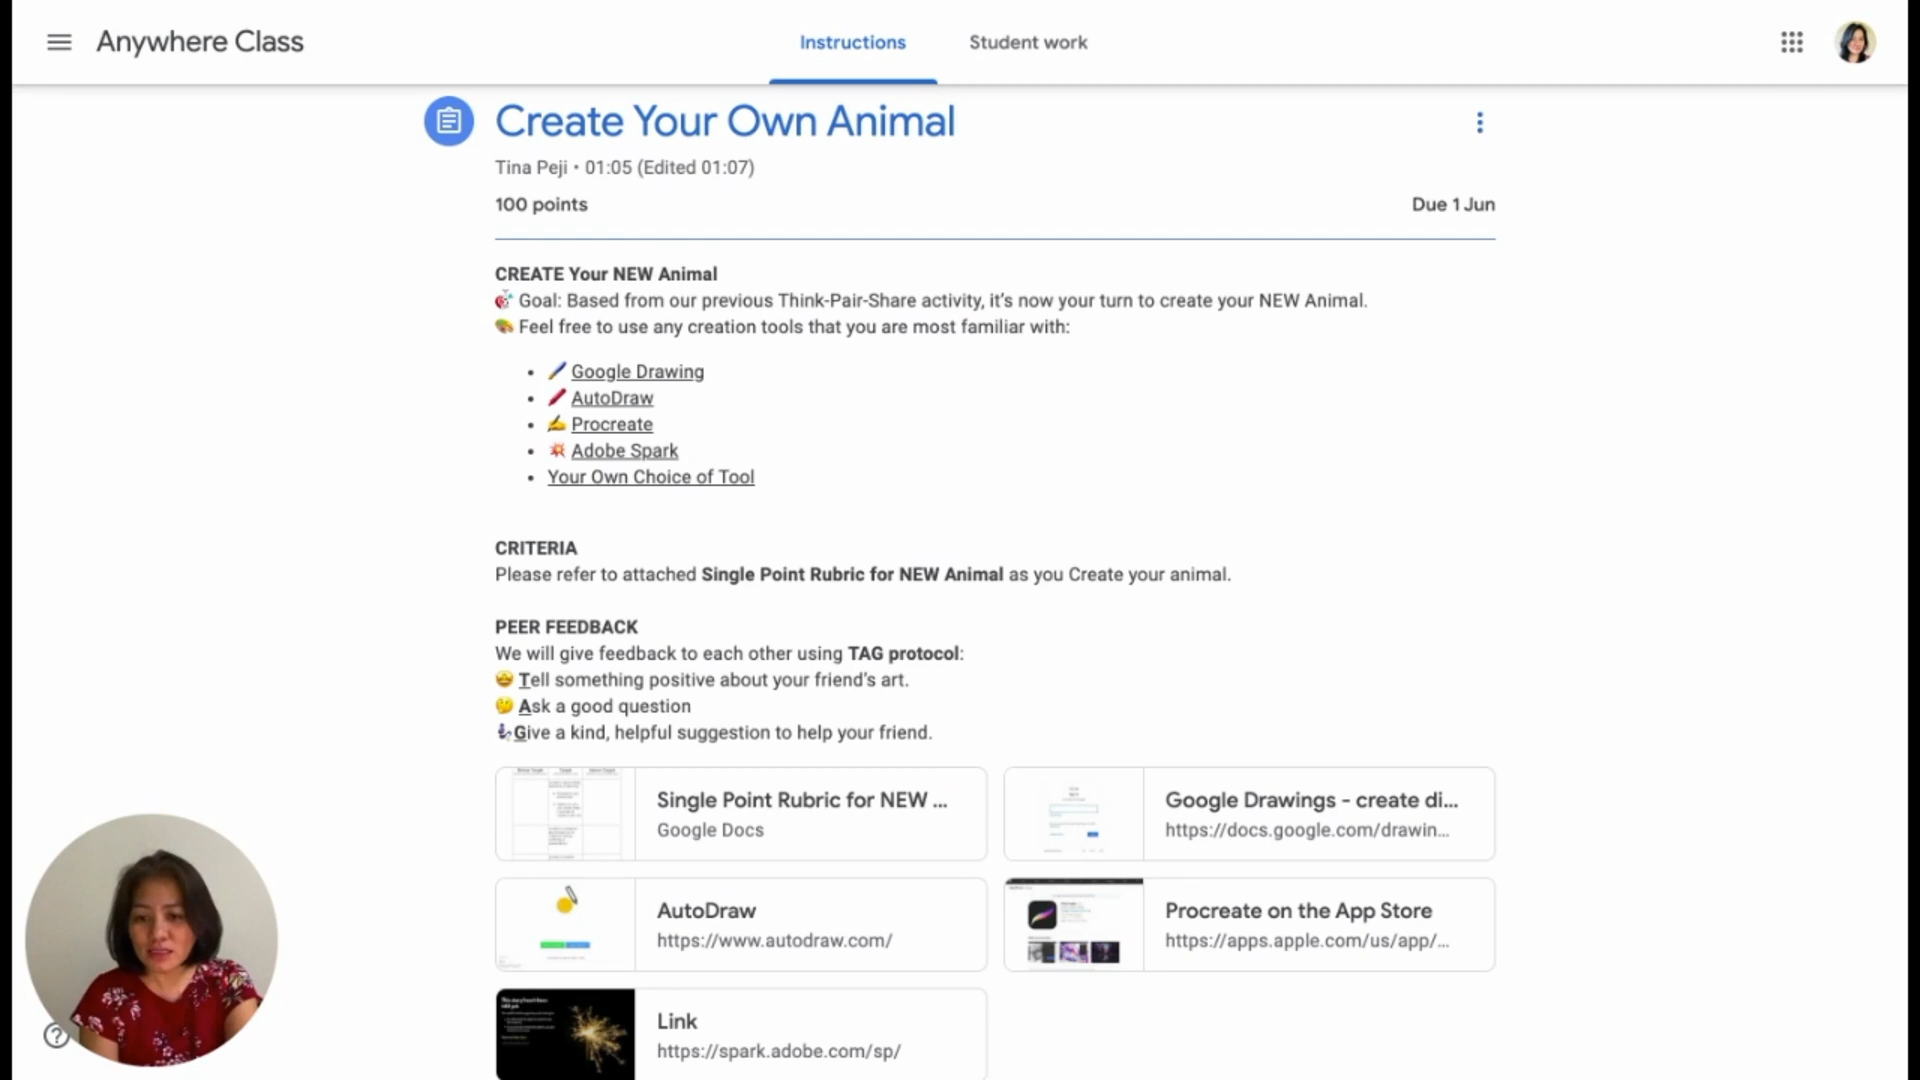 Anywhere Class
Instructions
Student work
Create Your Own Animal
Tina Peji • 01:05 (Edited 01:07)
100 points
Due 1 Jun
CREATE Your NEW Animal
🎯 Goal: Based from our previous Think-Pair-Share activity, it's now your turn to create your NEW Animal.
🎨 Feel free to use any creation tools that you are most familiar with:
• 🖌️ Google Drawing
• 🖍️ AutoDraw
• ✍️ Procreate
• 💥 Adobe Spark
• Your Own Choice of Tool
CRITERIA
Please refer to attached Single Point Rubric for NEW Animal as you Create your animal.
PEER FEEDBACK
We will give feedback to each other using TAG protocol:
🤩 Tell something positive about your friend's art.
🤔 Ask a good question
Give a kind, helpful suggestion to help your friend.
Single Point Rubric for NEW ...
Google Docs
Google Drawings - create di...
https://docs.google.com/drawin...
AutoDraw
https://www.autodraw.com/
Procreate on the App Store
https://apps.apple.com/us/app/...
Link
https://spark.adobe.com/sp/